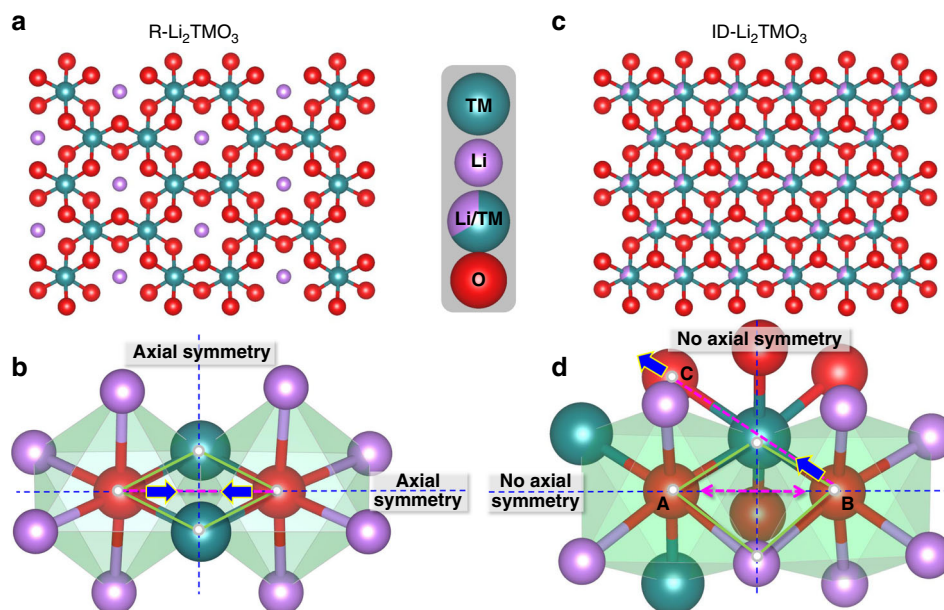 a
R-Li₂TMO₃
c
ID-Li₂TMO₃
TM
Li
Li/TM
O
b
Axial symmetry
Axial
symmetry
d
No axial symmetry
C
No axial
symmetry
A
B